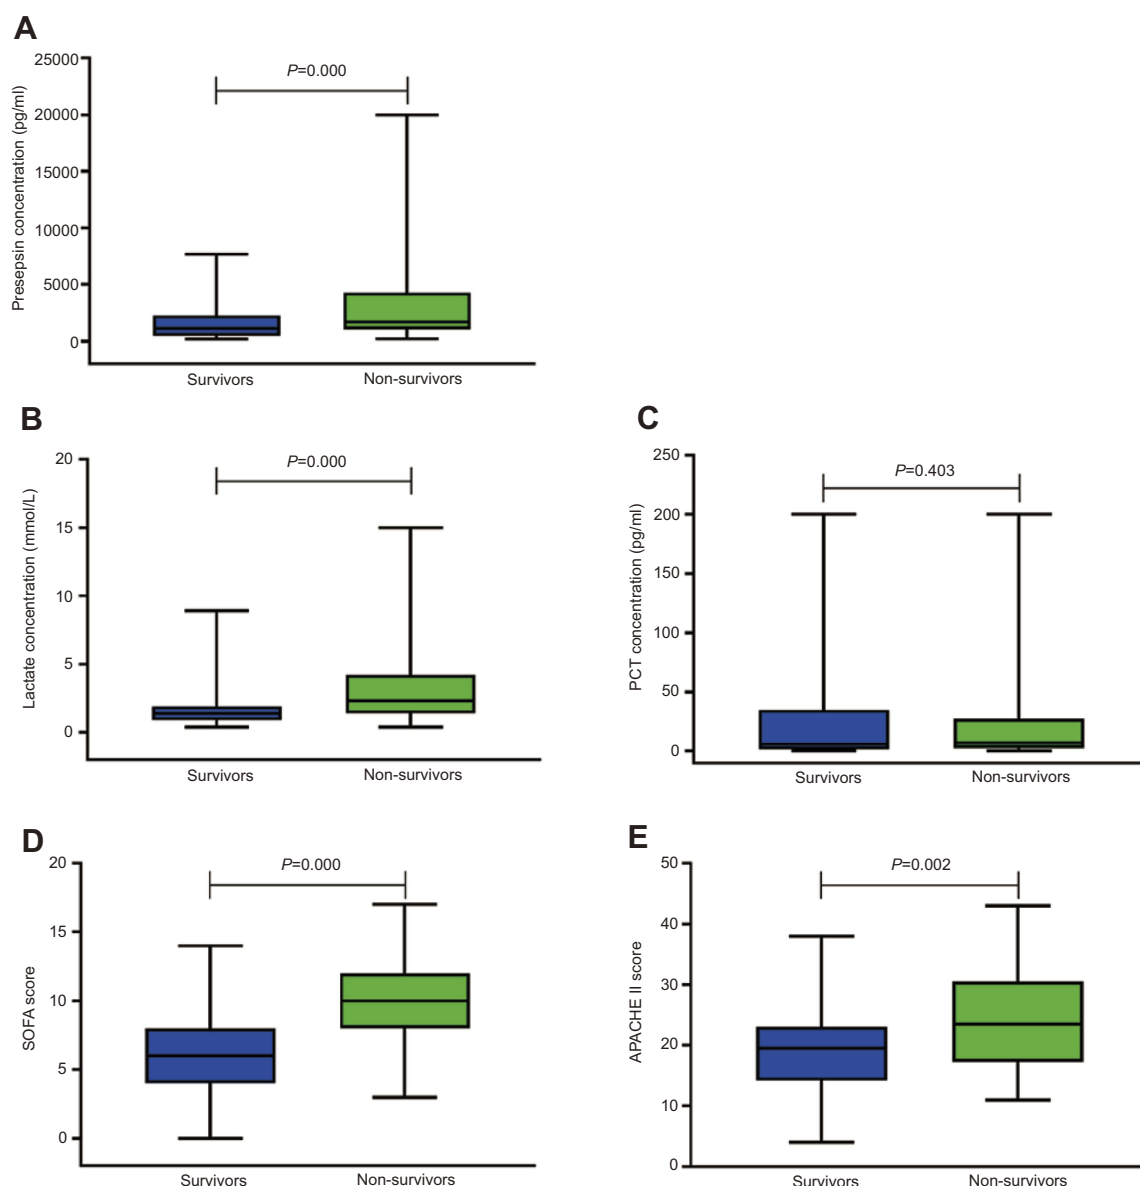 A
Presepsin concentration (pg/ml)
25000
20000
15000
10000
5000
0
P=0.000
Survivors
Non-survivors
B
Lactate concentration (mmol/L)
20
15
10
5
0
P=0.000
Survivors
Non-survivors
C
PCT concentration (pg/ml)
250
200
150
100
50
0
P=0.403
Survivors
Non-survivors
D
SOFA score
20
15
10
5
0
P=0.000
Survivors
Non-survivors
E
APACHE II score
50
40
30
20
10
0
P=0.002
Survivors
Non-survivors